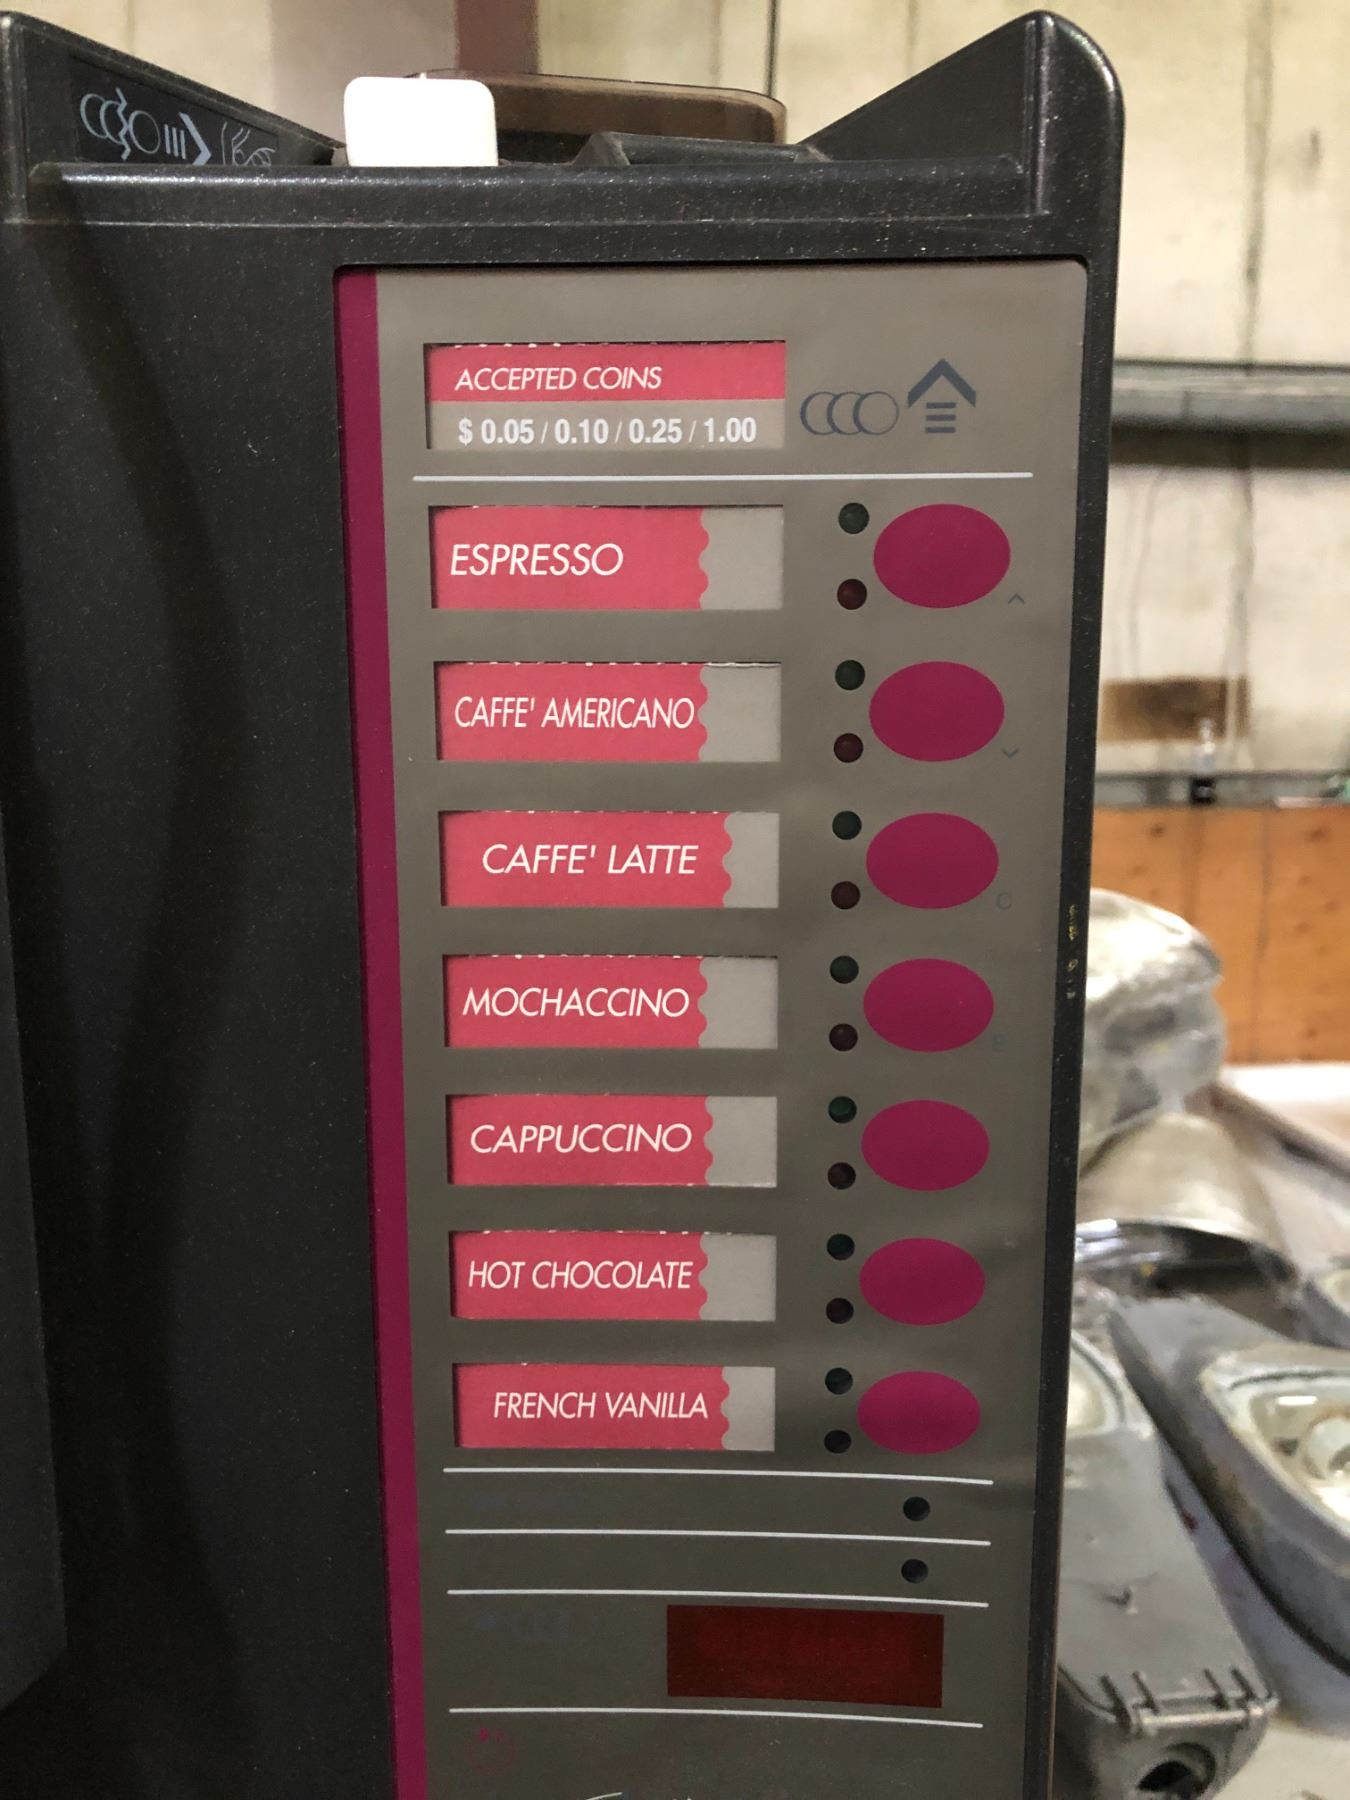 ACCEPTED COINS
$ 0.05 / 0.10 / 0.25 / 1.00
ESPRESSO
CAFFE' AMERICANO
CAFFE' LATTE
C
MOCHACCINO
E
CAPPUCCINO
HOT CHOCOLATE
FRENCH VANILLA